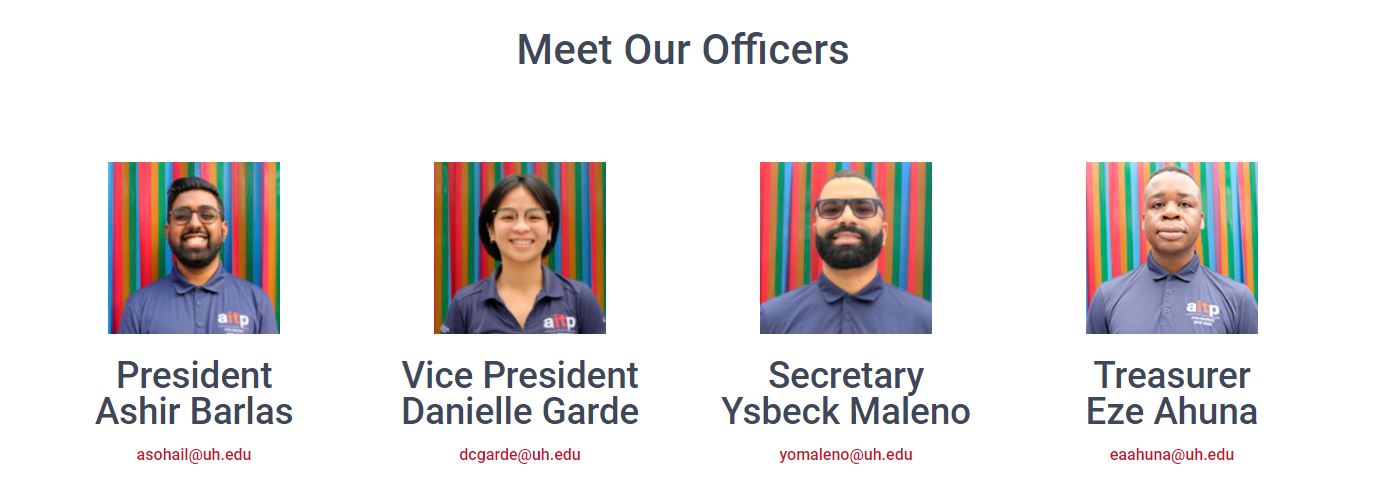 Meet Our Officers
aitp
aitp
aitp
President
Ashir Barlas
asohail@uh.edu
Vice President
Danielle Garde
dcgarde@uh.edu
Secretary
Ysbeck Maleno
yomaleno@uh.edu
Treasurer
Eze Ahuna
eaahuna@uh.edu